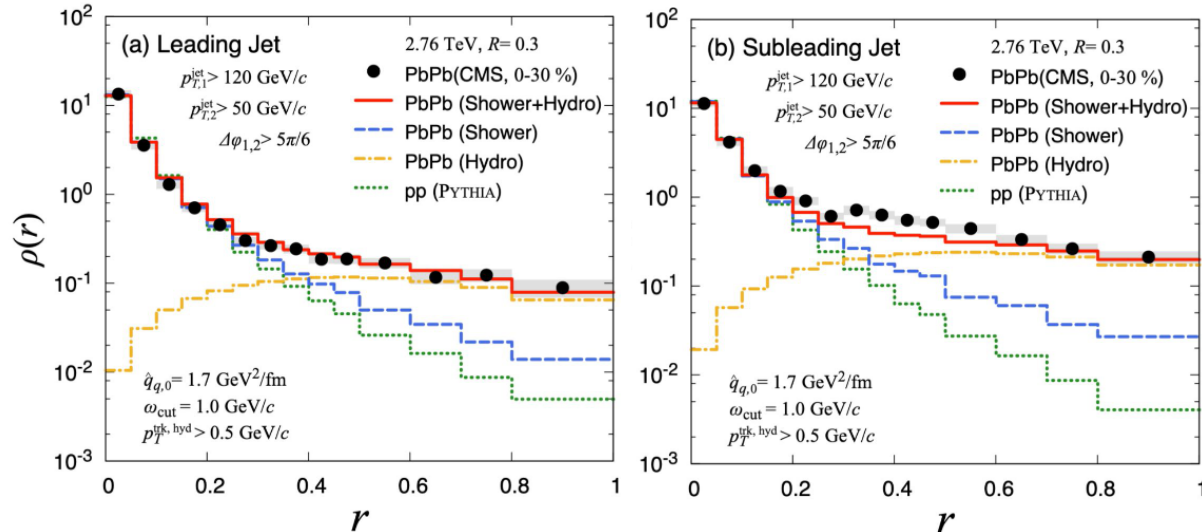 (a) Leading Jet
2.76 TeV, R= 0.3
p_{T,1}^{jet} > 120 GeV/c
p_{T,2}^{jet} > 50 GeV/c
Δφ_{1,2} > 5π/6
PbPb(CMS, 0-30 %)
PbPb (Shower+Hydro)
PbPb (Shower)
PbPb (Hydro)
pp (PYTHIA)
q̂_{q,0} = 1.7 GeV²/fm
ω_{cut} = 1.0 GeV/c
p_T^{trk, hyd} > 0.5 GeV/c
ρ(r)
10²
10¹
10⁰
10⁻¹
10⁻²
10⁻³
0 0.2 0.4 0.6 0.8 1
r
(b) Subleading Jet
2.76 TeV, R= 0.3
p_{T,1}^{jet} > 120 GeV/c
p_{T,2}^{jet} > 50 GeV/c
Δφ_{1,2} > 5π/6
PbPb(CMS, 0-30 %)
PbPb (Shower+Hydro)
PbPb (Shower)
PbPb (Hydro)
pp (PYTHIA)
q̂_{q,0} = 1.7 GeV²/fm
ω_{cut} = 1.0 GeV/c
p_T^{trk, hyd} > 0.5 GeV/c
10²
10¹
10⁰
10⁻¹
10⁻²
10⁻³
0 0.2 0.4 0.6 0.8 1
r